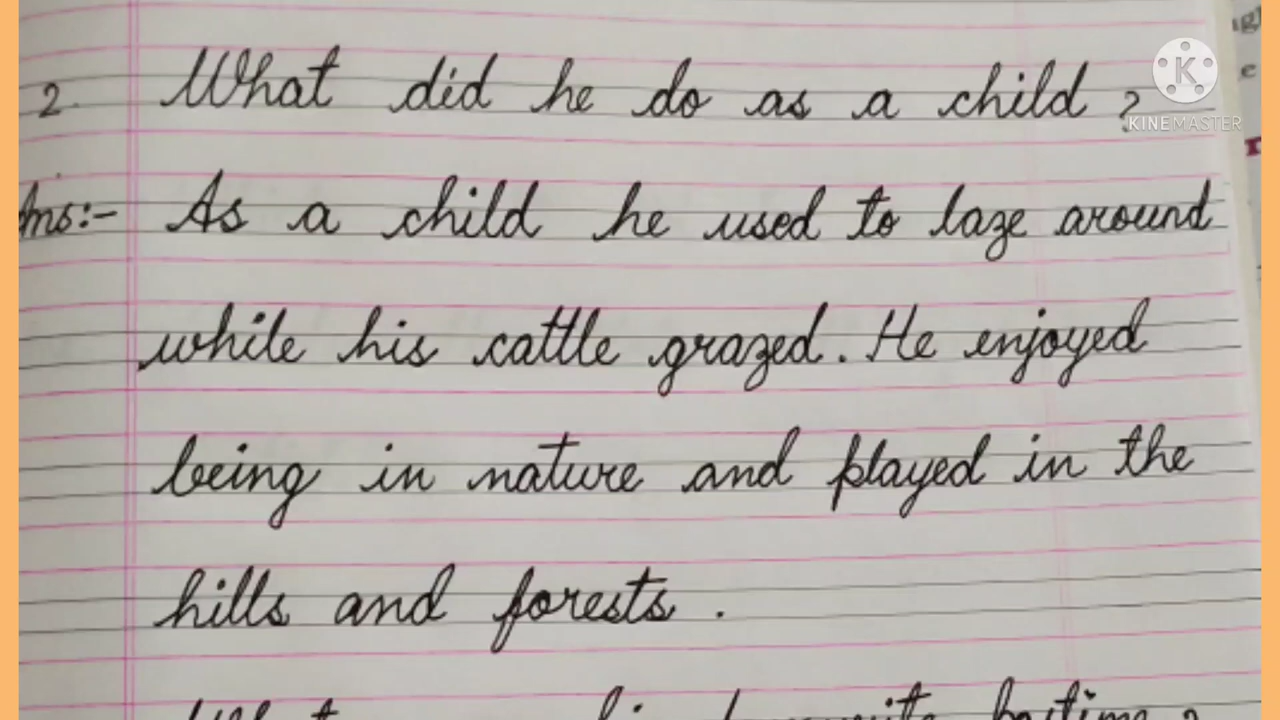 2. What did he do as a child ?
KINEMASTER
Ans:- As a child he used to laze around
while his cattle grazed. He enjoyed
being in nature and played in the
hills and forests .